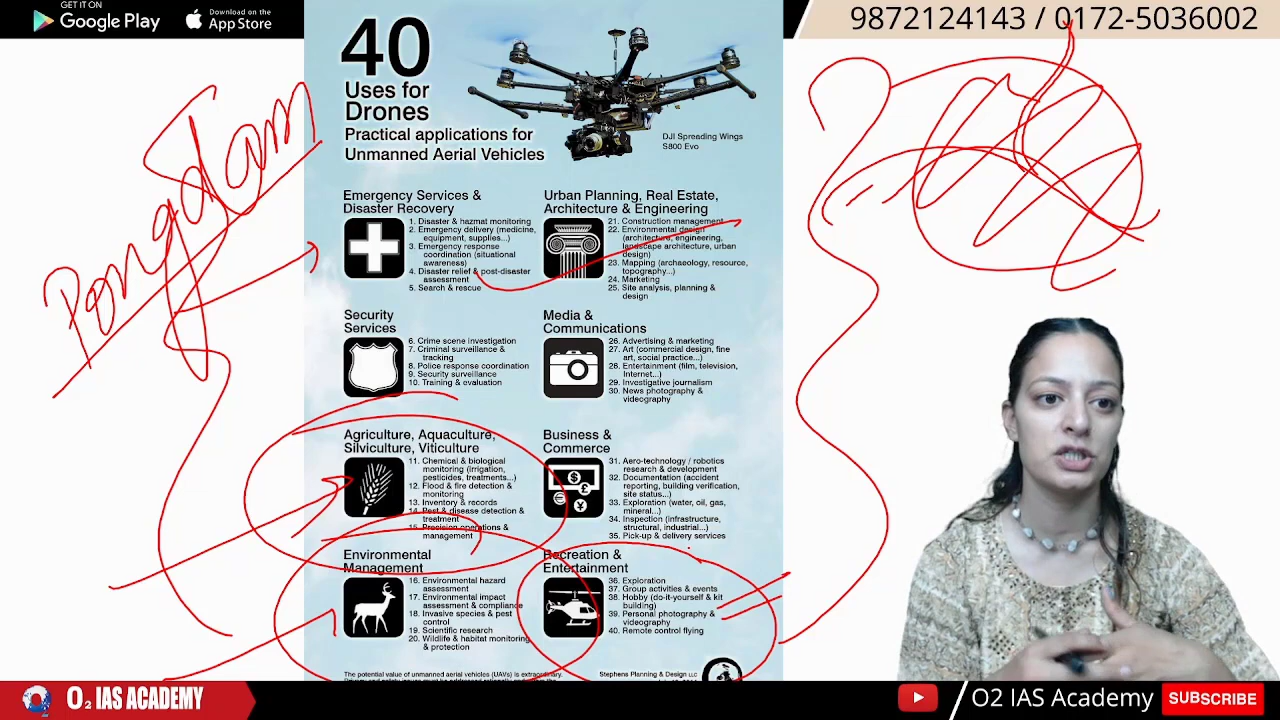 GET IT ON
Google Play
Download on the
App Store
9872124143 / 0172-5036002
40
Uses for
Drones
Practical applications for
Unmanned Aerial Vehicles
DJI Spreading Wings
S800 Evo
Pongdam
Emergency Services &
Disaster Recovery
1. Disaster & hazmat monitoring
2. Emergency delivery (medicine,
equipment, supplies...)
3. Emergency response
coordination (situational
awareness)
4. Disaster relief & post-disaster
assessment
5. Search & rescue
Urban Planning, Real Estate,
Architecture & Engineering
21. Construction management
22. Environmental design
(architecture, engineering,
landscape architecture, urban
design)
23. Mapping (archaeology, resource,
topography...)
24. Marketing
25. Site analysis, planning &
design
Security
Services
6. Crime scene investigation
7. Criminal surveillance &
tracking
8. Police response coordination
9. Security surveillance
10. Training & evaluation
Media &
Communications
26. Advertising & marketing
27. Art (commercial design, fine
art, social practice...)
28. Entertainment (film, television,
Internet...)
29. Investigative journalism
30. News photography &
videography
Agriculture, Aquaculture,
Silviculture, Viticulture
11. Chemical & biological
monitoring (irrigation,
pesticides, treatments...)
12. Flood & fire detection &
monitoring
13. Inventory & records
14. Pest & disease detection &
treatment
15. Precision operations &
management
Business &
Commerce
31. Aero-technology / robotics
research & development
32. Documentation (accident
reporting, building verification,
site status...)
33. Exploration (water, oil, gas,
mineral...)
34. Inspection (infrastructure,
structural, industrial...)
35. Pick-up & delivery services
Environmental
Management
16. Environmental hazard
assessment
17. Environmental impact
assessment & compliance
18. Invasive species & pest
control
19. Scientific research
20. Wildlife & habitat monitoring
& protection
Recreation &
Entertainment
36. Exploration
37. Group activities & events
38. Hobby (do-it-yourself & kit
building)
39. Personal photography &
videography
40. Remote control flying
The potential value of unmanned aerial vehicles (UAVs) is extraordinary.
Stephens Planning & Design LLC
O2 IAS ACADEMY
O2 IAS Academy
SUBSCRIBE